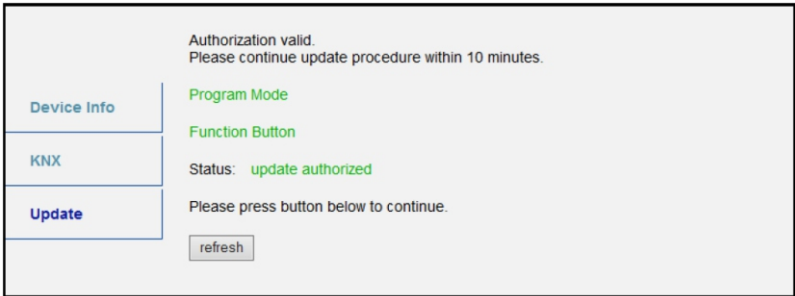 Authorization valid.
Please continue update procedure within 10 minutes.
Device Info
Program Mode
Function Button
KNX
Status: update authorized
Update
Please press button below to continue.
refresh